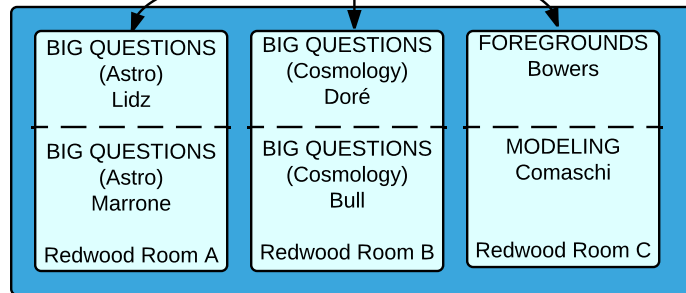 BIG QUESTIONS
(Astro)
Lidz
BIG QUESTIONS
(Astro)
Marrone
Redwood Room A
BIG QUESTIONS
(Cosmology)
Doré
BIG QUESTIONS
(Cosmology)
Bull
Redwood Room B
FOREGROUNDS
Bowers
MODELING
Comaschi
Redwood Room C